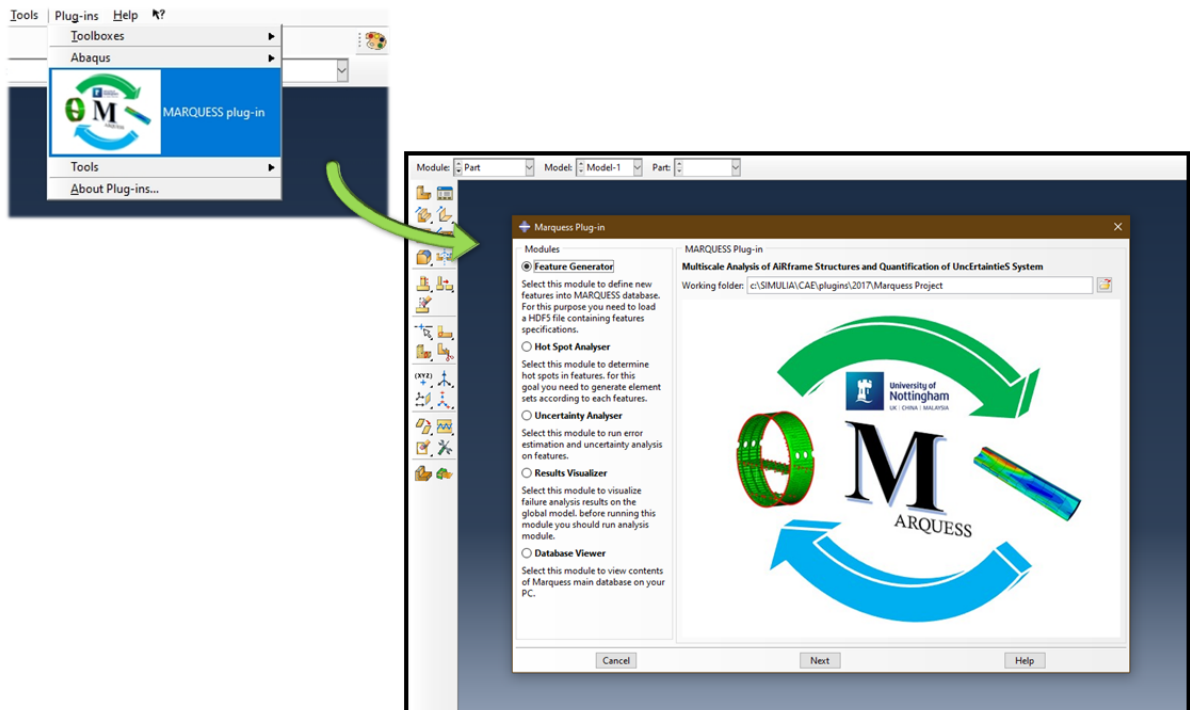 Tools Plug-ins Help
Toolboxes
Abaqus
M
MARQUESS plug-in
Tools
About Plug-ins...
Module: Part Model: Model-1 Part:
(XYZ)
Marquess Plug-in
Modules
Feature Generator
Select this module to define new
features into MARQUESS database.
For this purpose you need to load
a HDF5 file containing features
specifications.
Hot Spot Analyser
Select this module to determine
hot spots in features. for this
goal you need to generate element
sets according to each features.
Uncertainty Analyser
Select this module to run error
estimation and uncertainty analysis
on features.
Results Visualizer
Select this module to visualize
failure analysis results on the
global model. before running this
module you should run analysis
module.
Database Viewer
Select this module to view contents
of Marquess main database on your
PC.
MARQUESS Plug-in
Multiscale Analysis of AiRframe Structures and Quantification of UncErtaintieS System
Working folder: c:\SIMULIA\CAE\plugins\2017\Marquess Project
University of
Nottingham
UK | CHINA | MALAYSIA
M
ARQUESS
Cancel Next Help